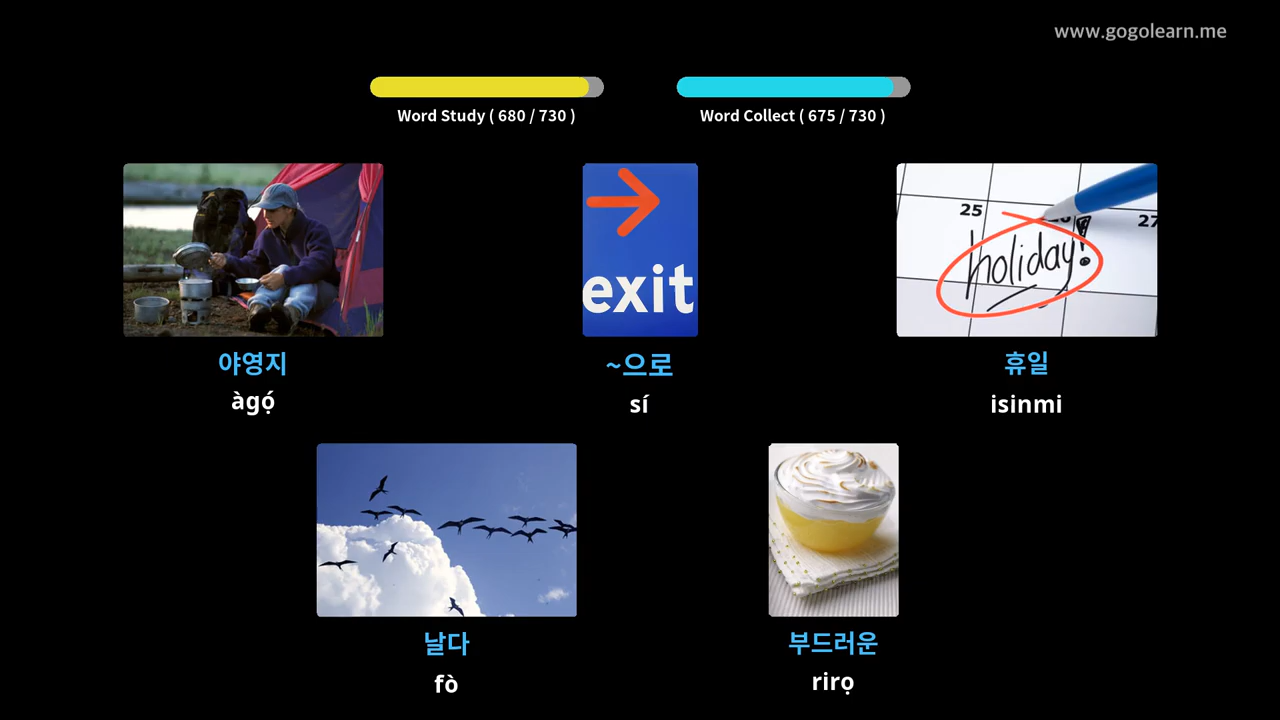 www.gogolearn.me
Word Study ( 680 / 730 )
Word Collect ( 675 / 730 )
exit
25
27
holiday!
야영지
~으로
휴일
àgọ́
sí
isinmi
날다
부드러운
fò
rirọ